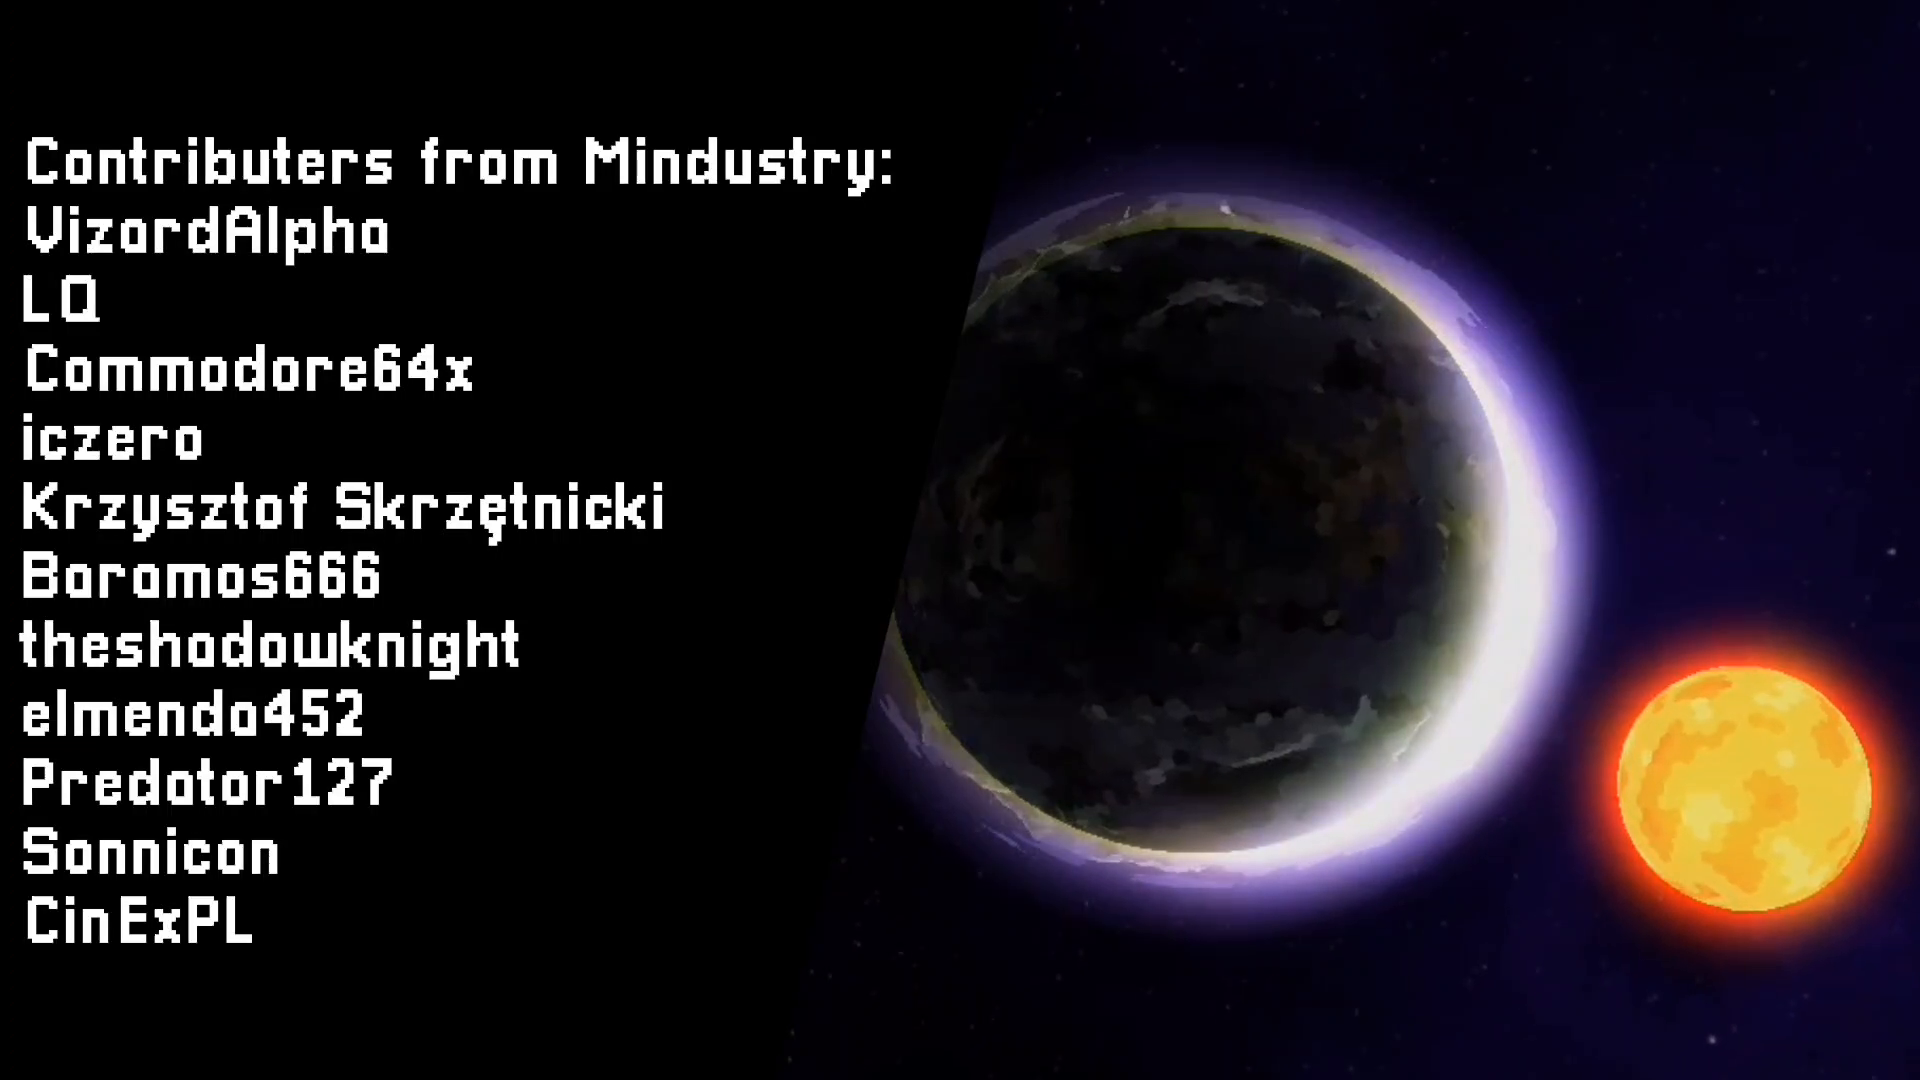 Contributers from Mindustry:
VizardAlpha
LQ
Commodore64x
iczero
Krzysztof Skrzętnicki
Baramos666
theshadowknight
elmenda452
Predator127
Sonnicon
CinExPL